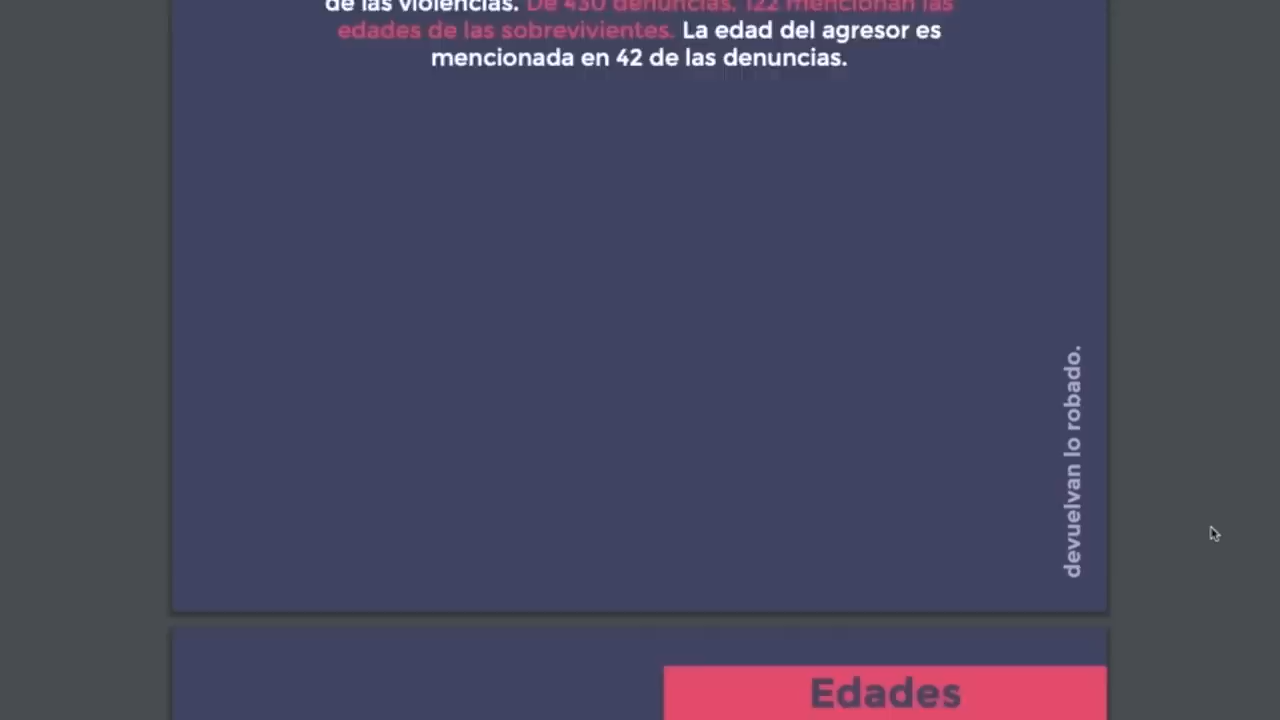 de las violencias. De 430 denuncias, 122 mencionan las
edades de las sobrevivientes. La edad del agresor es
mencionada en 42 de las denuncias.
devuelvan lo robado.
Edades